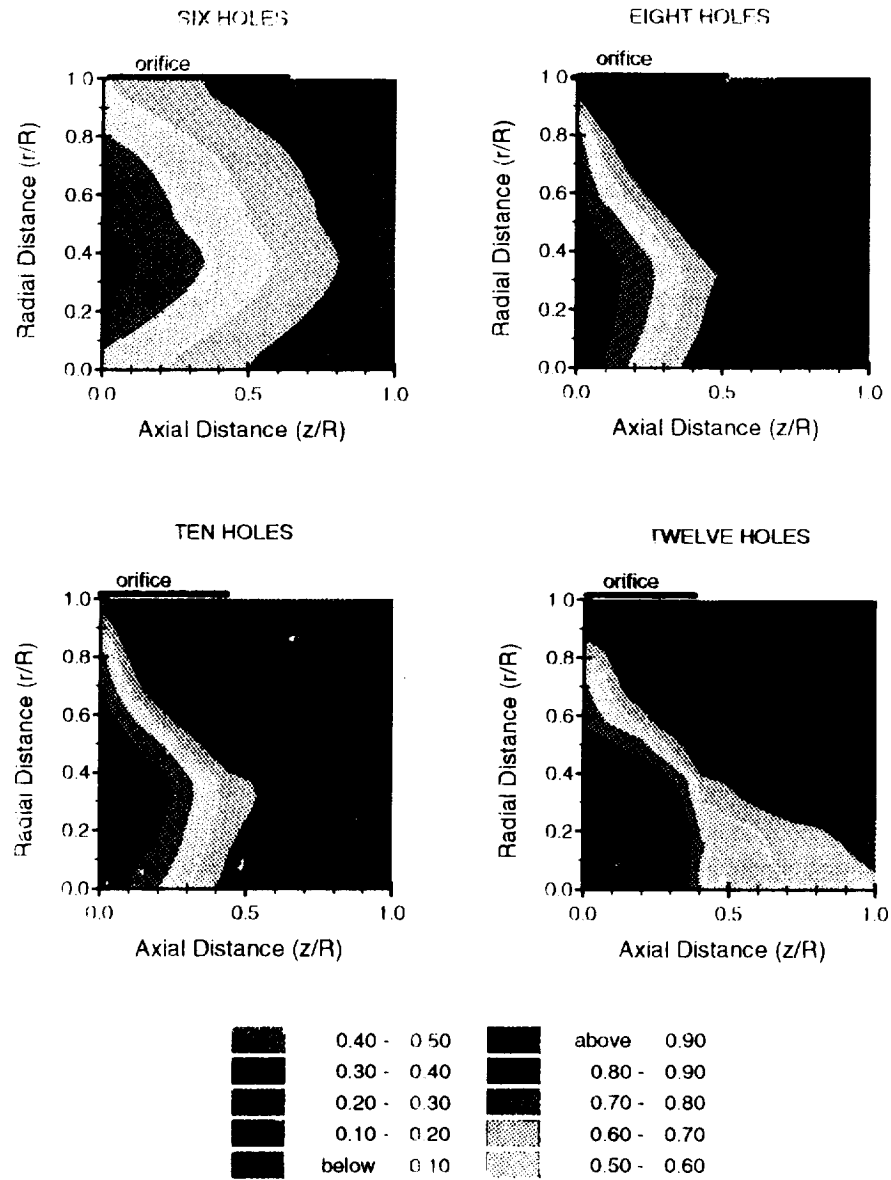 SIX HOLES
orifice
Radial Distance (r/R)
1.0
0.8
0.6
0.4
0.2
0.0
0.0 0.5 1.0
Axial Distance (z/R)
EIGHT HOLES
orifice
Radial Distance (r/R)
1.0
0.8
0.6
0.4
0.2
0.0
0.0 0.5 1.0
Axial Distance (z/R)
TEN HOLES
orifice
Radial Distance (r/R)
1.0
0.8
0.6
0.4
0.2
0.0
0.0 0.5 1.0
Axial Distance (z/R)
TWELVE HOLES
orifice
Radial Distance (r/R)
1.0
0.8
0.6
0.4
0.2
0.0
0.0 0.5 1.0
Axial Distance (z/R)
0.40 - 0.50
0.30 - 0.40
0.20 - 0.30
0.10 - 0.20
below 0.10
above 0.90
0.80 - 0.90
0.70 - 0.80
0.60 - 0.70
0.50 - 0.60